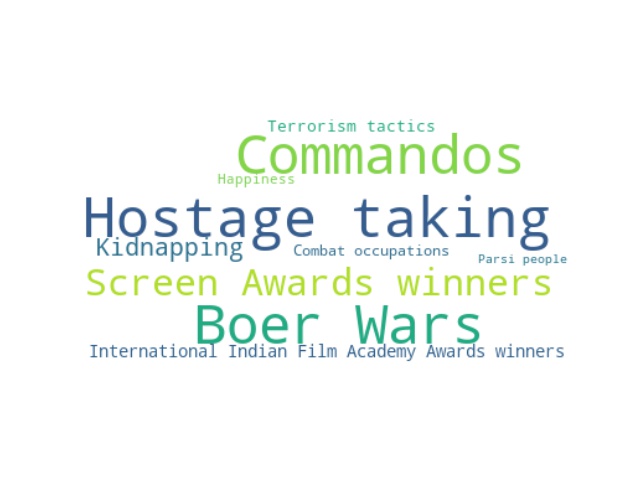 Terrorism tactics
Commandos
Happiness
Hostage taking
Kidnapping
Combat occupations
Parsi people
Screen Awards winners
Boer Wars
International Indian Film Academy Awards winners